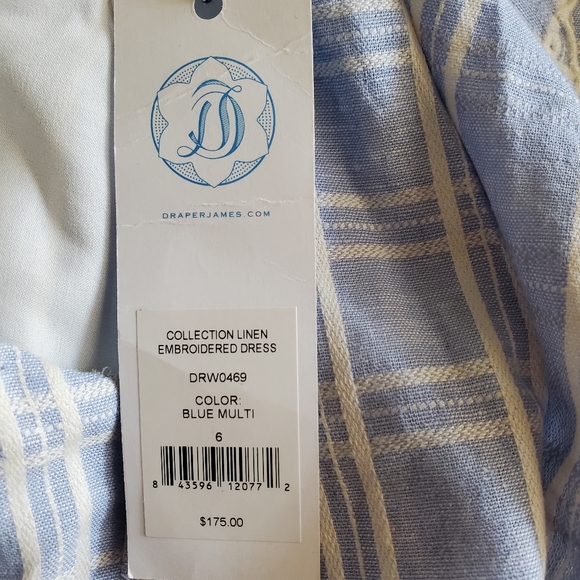 D
DRAPERJAMES.COM
COLLECTION LINEN
EMBROIDERED DRESS
DRW0469
COLOR:
BLUE MULTI
6
8 43596 12077 2
$175.00